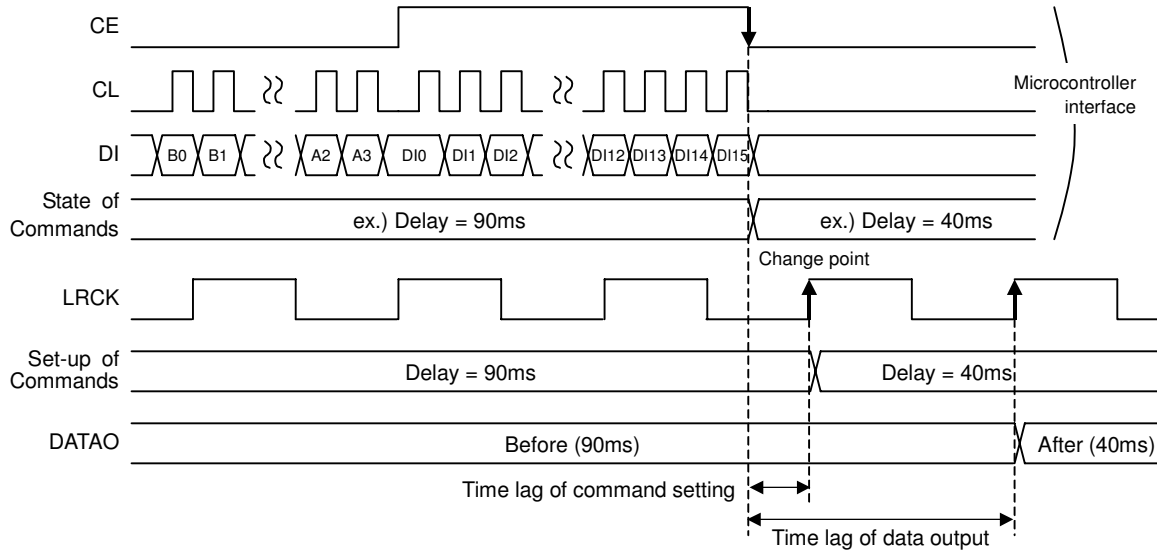 CE
CL
Microcontroller
interface
DI
B0 B1 A2 A3 DI0 DI1 DI2 DI12 DI13 DI14 DI15
State of
Commands
ex.) Delay = 90ms
ex.) Delay = 40ms
Change point
LRCK
Set-up of
Commands
Delay = 90ms
Delay = 40ms
DATAO
Before (90ms)
After (40ms)
Time lag of command setting
Time lag of data output